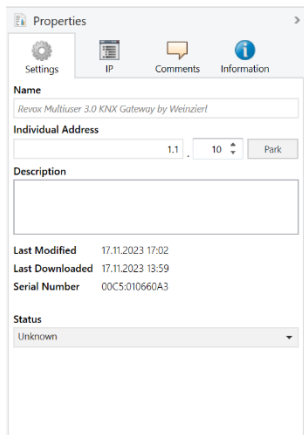 Properties
Settings IP Comments Information
Name
Revox Multiuser 3.0 KNX Gateway by Weinzierl
Individual Address
1.1 . 10 Park
Description
Last Modified 17.11.2023 17:02
Last Downloaded 17.11.2023 13:59
Serial Number 00C5:010660A3
Status
Unknown